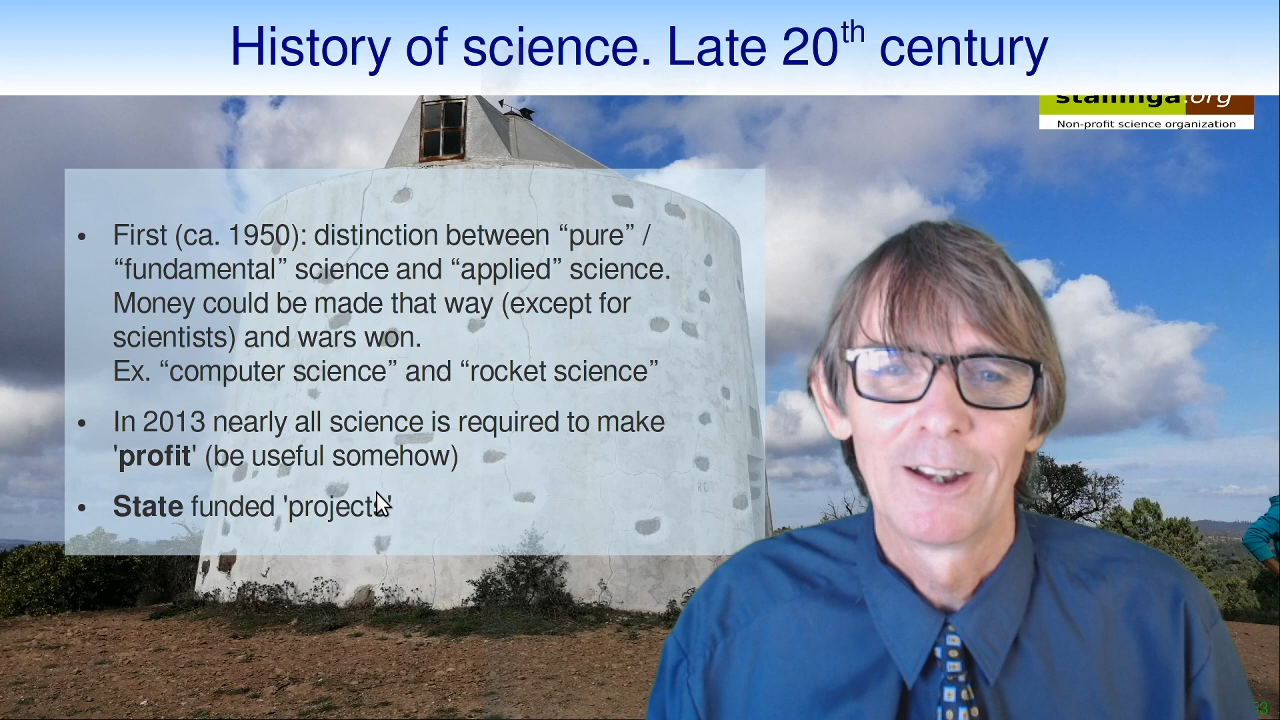 History of science. Late 20th century
stallinga.org
Non-profit science organization
• First (ca. 1950): distinction between “pure” /
“fundamental” science and “applied” science.
Money could be made that way (except for
scientists) and wars won.
Ex. “computer science” and “rocket science”
• In 2013 nearly all science is required to make
'profit' (be useful somehow)
• State funded 'projects'